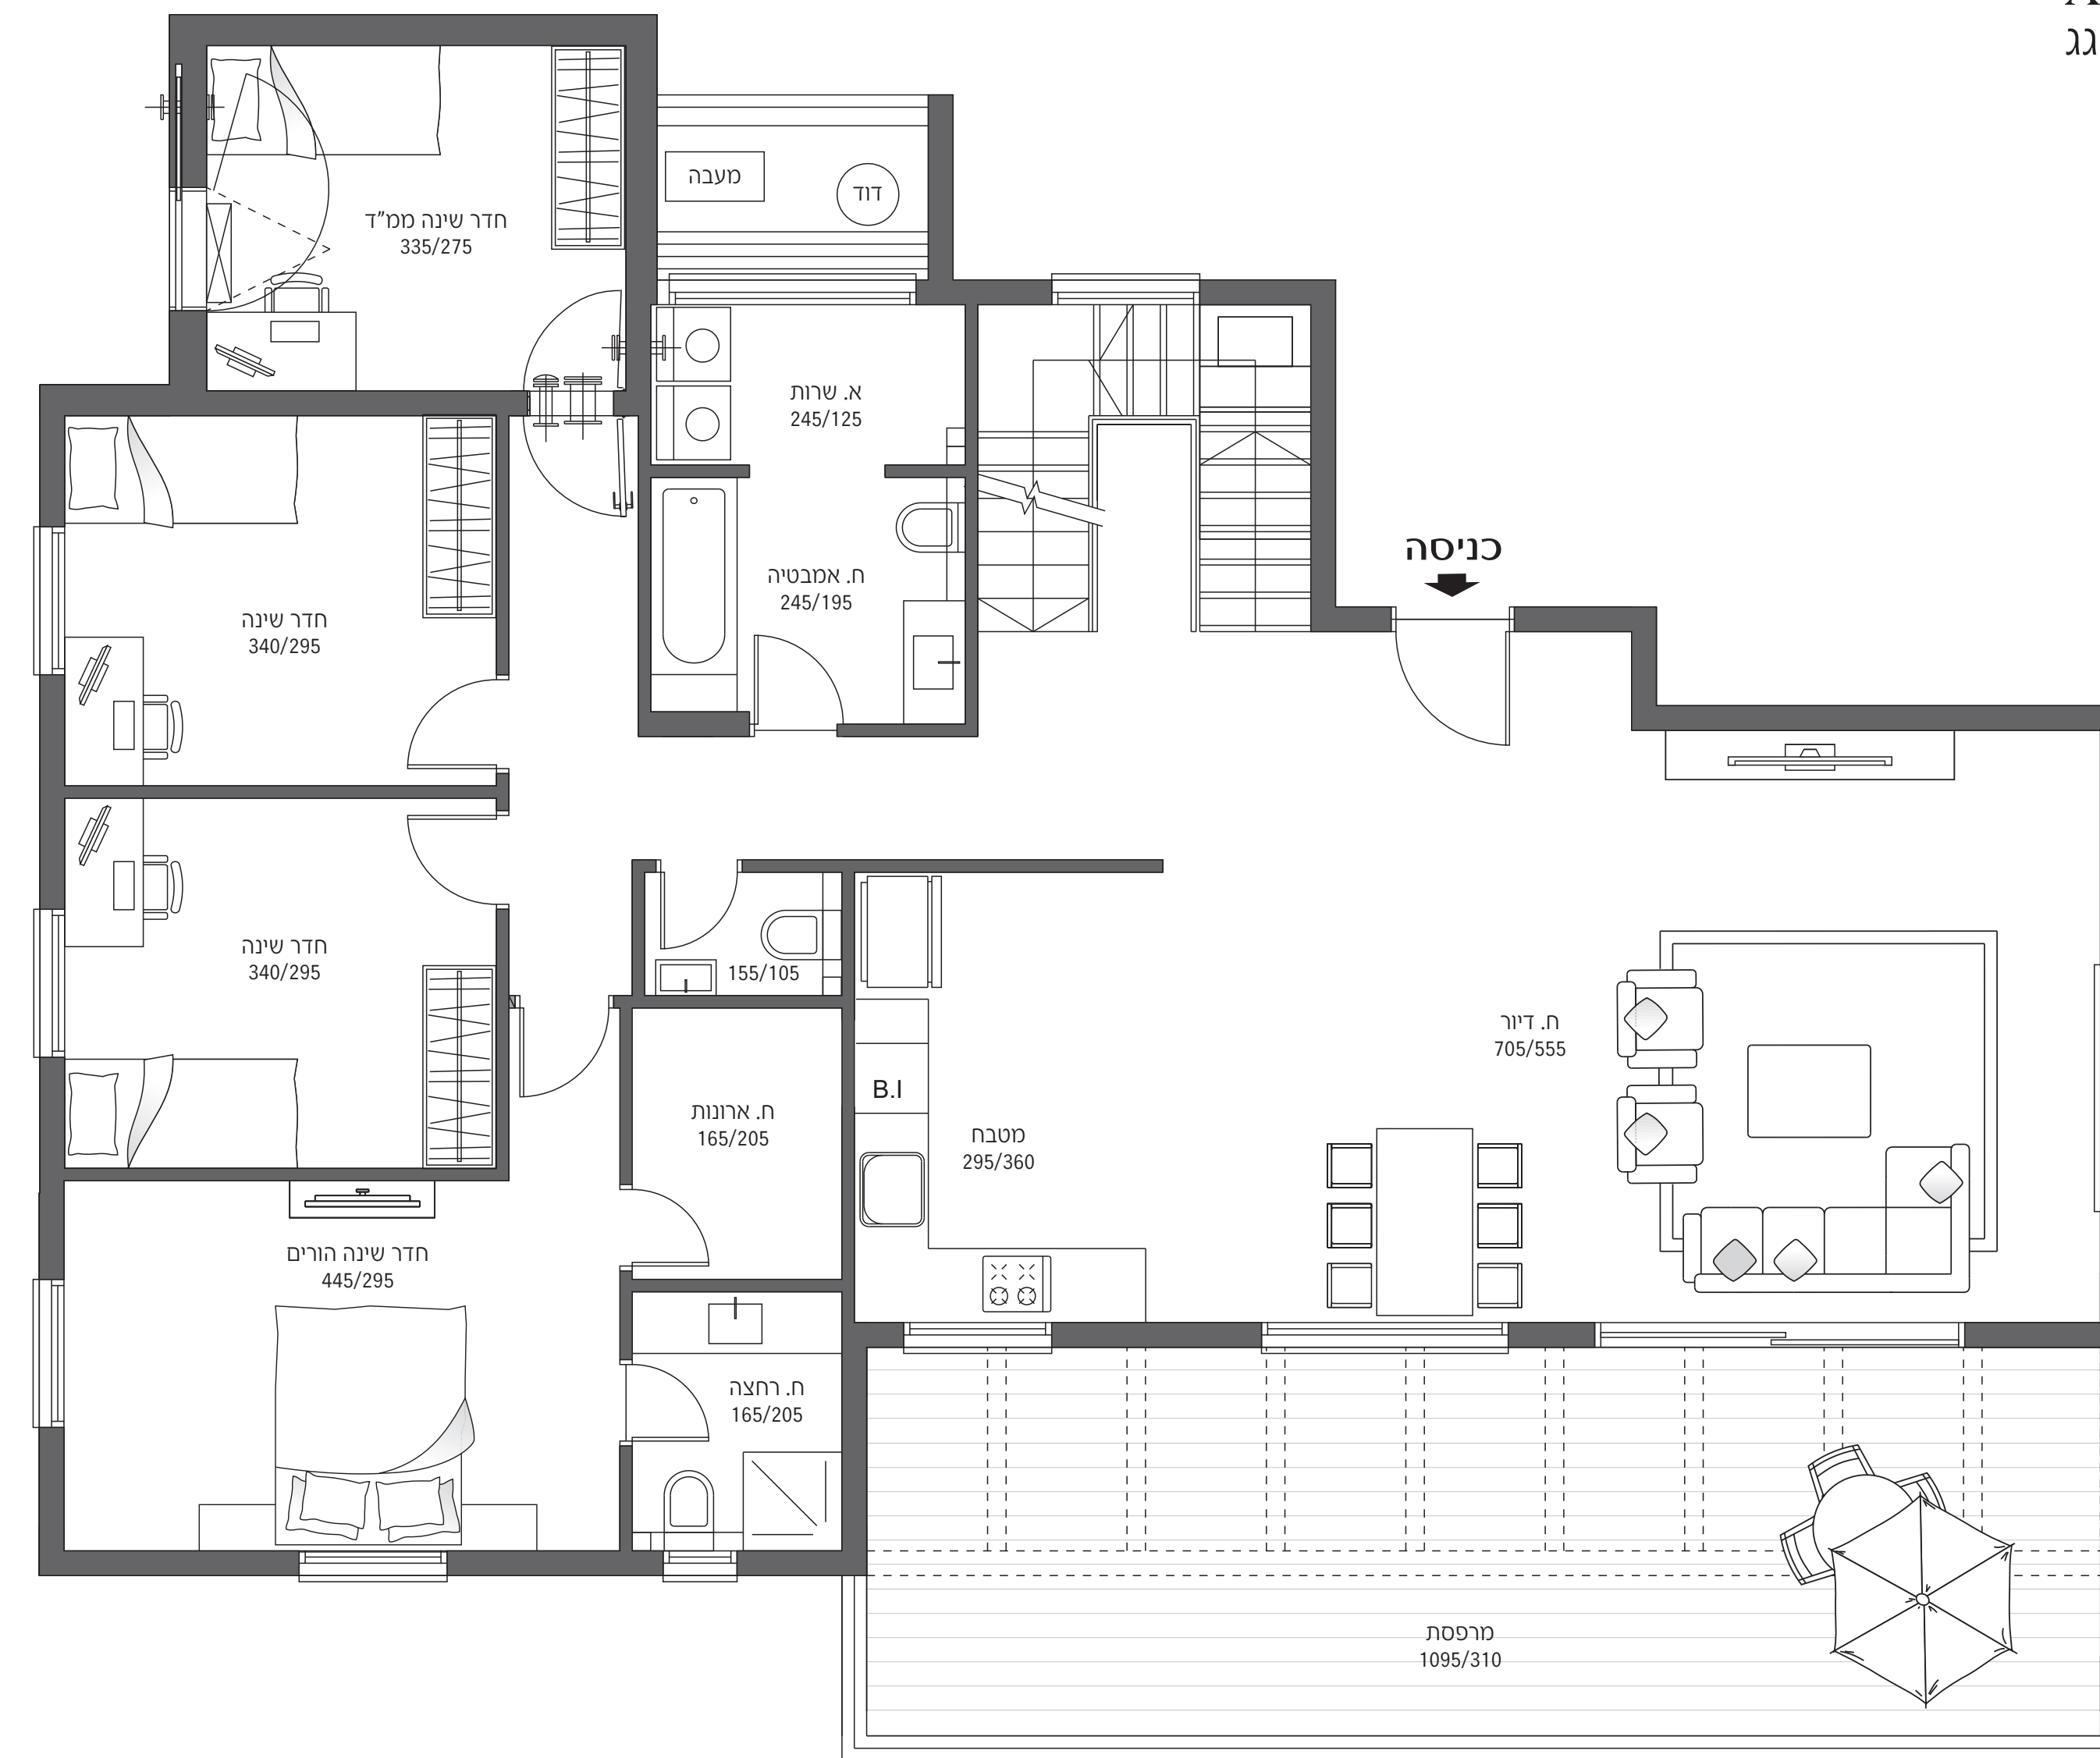 גג
מעבה
דוד
חדר שינה ממ"ד
335/275
א. שרות
245/125
כניסה
ח. אמבטיה
245/195
חדר שינה
340/295
חדר שינה
340/295
155/105
ח. דיור
705/555
B.I
ח. ארונות
165/205
מטבח
295/360
חדר שינה הורים
445/295
ח. רחצה
165/205
מרפסת
1095/310